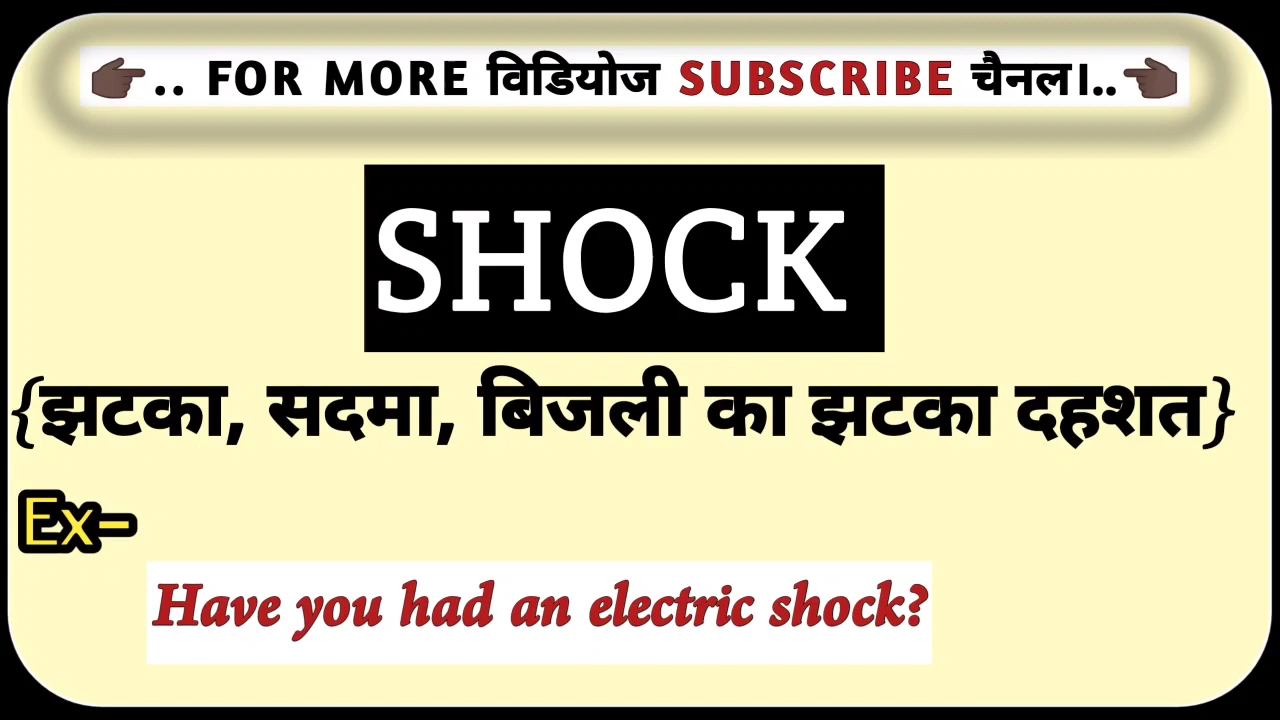 .. FOR MORE विडियोज SUBSCRIBE चैनल।..
SHOCK
{झटका, सदमा, बिजली का झटका दहशत}
Ex-
Have you had an electric shock?